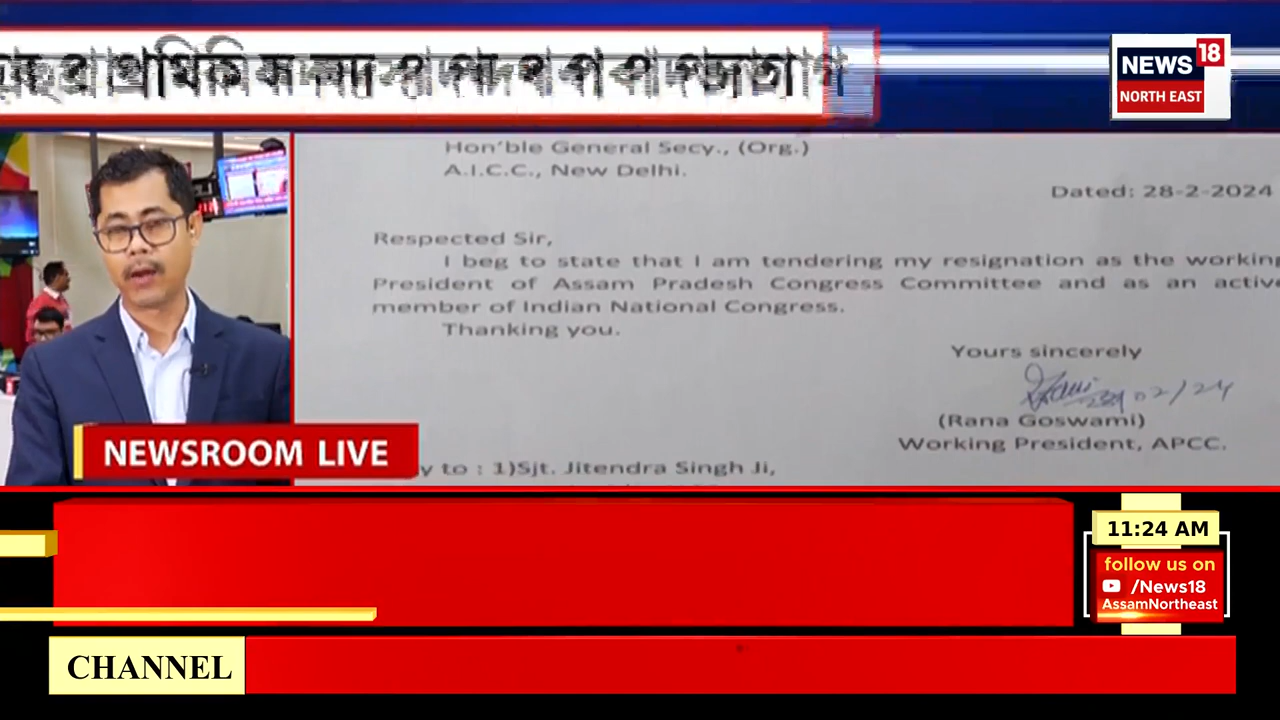 NEWS 18
NORTH EAST
Hon'ble General Secy., (Org.)
A.I.C.C., New Delhi.
Dated: 28-2-2024
Respected Sir,
I beg to state that I am tendering my resignation as the working
President of Assam Pradesh Congress Committee and as an active
member of Indian National Congress.
Thanking you.
Yours sincerely
(Rana Goswami)
Working President, APCC.
y to : 1)Sjt. Jitendra Singh Ji,
NEWSROOM LIVE
11:24 AM
follow us on
/News18
AssamNortheast
CHANNEL